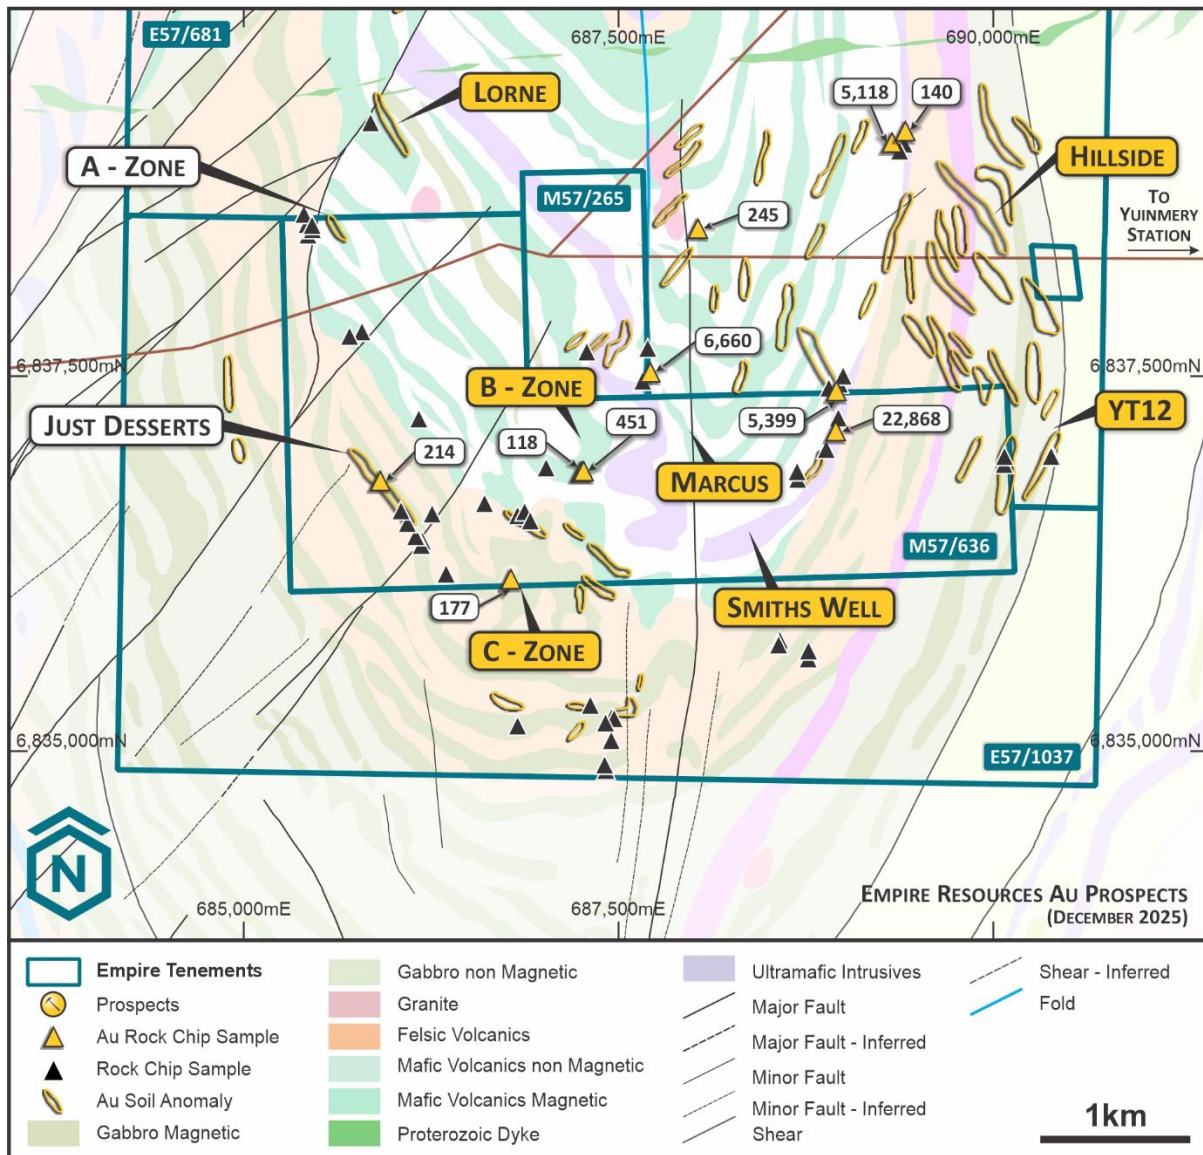 E57/681
687,500mE
690,000mE
LORNE
5,118
140
A - ZONE
HILLSIDE
M57/265
245
TO
YUINMERY
STATION
6,660
6,837,500mN
6,837,500mN
B - ZONE
JUST DESSERTS
5,399
22,868
YT12
118
451
214
MARCUS
M57/636
177
SMITHS WELL
C - ZONE
6,835,000mN
6,835,000mN
E57/1037
N
685,000mE
687,500mE
EMPIRE RESOURCES AU PROSPECTS
(DECEMBER 2025)
Empire Tenements
Prospects
Au Rock Chip Sample
Rock Chip Sample
Au Soil Anomaly
Gabbro Magnetic
Gabbro non Magnetic
Granite
Felsic Volcanics
Mafic Volcanics non Magnetic
Mafic Volcanics Magnetic
Proterozoic Dyke
Ultramafic Intrusives
Major Fault
Major Fault - Inferred
Minor Fault
Minor Fault - Inferred
Shear
Shear - Inferred
Fold
1km